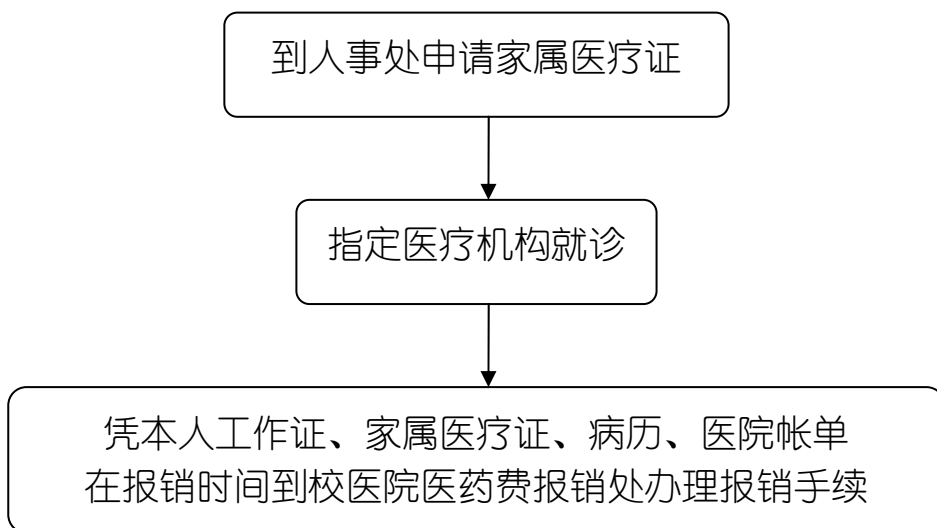 到人事处申请家属医疗证
指定医疗机构就诊
凭本人工作证、家属医疗证、病历、医院帐单
在报销时间到校医院医药费报销处办理报销手续